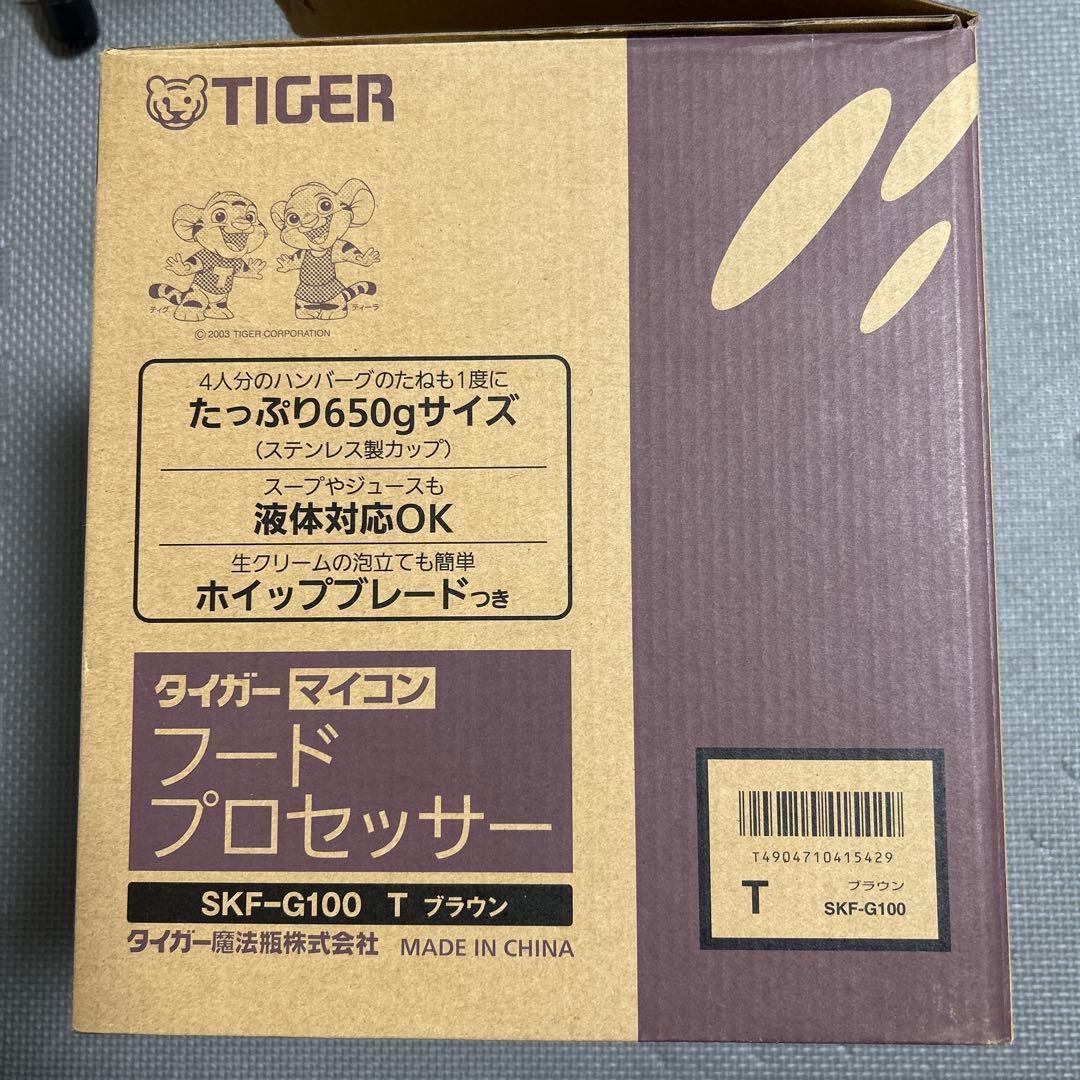 TIGER
ティグ
ティーラ
© 2003 TIGER CORPORATION
4人分のハンバーグのたねも1度に
たっぷり650gサイズ
(ステンレス製カップ)
スープやジュースも
液体対応OK
生クリームの泡立ても簡単
ホイップブレードつき
タイガー マイコン
フード
プロセッサー
SKF-G100 T ブラウン
タイガー魔法瓶株式会社 MADE IN CHINA
T4904710415429
T ブラウン
SKF-G100